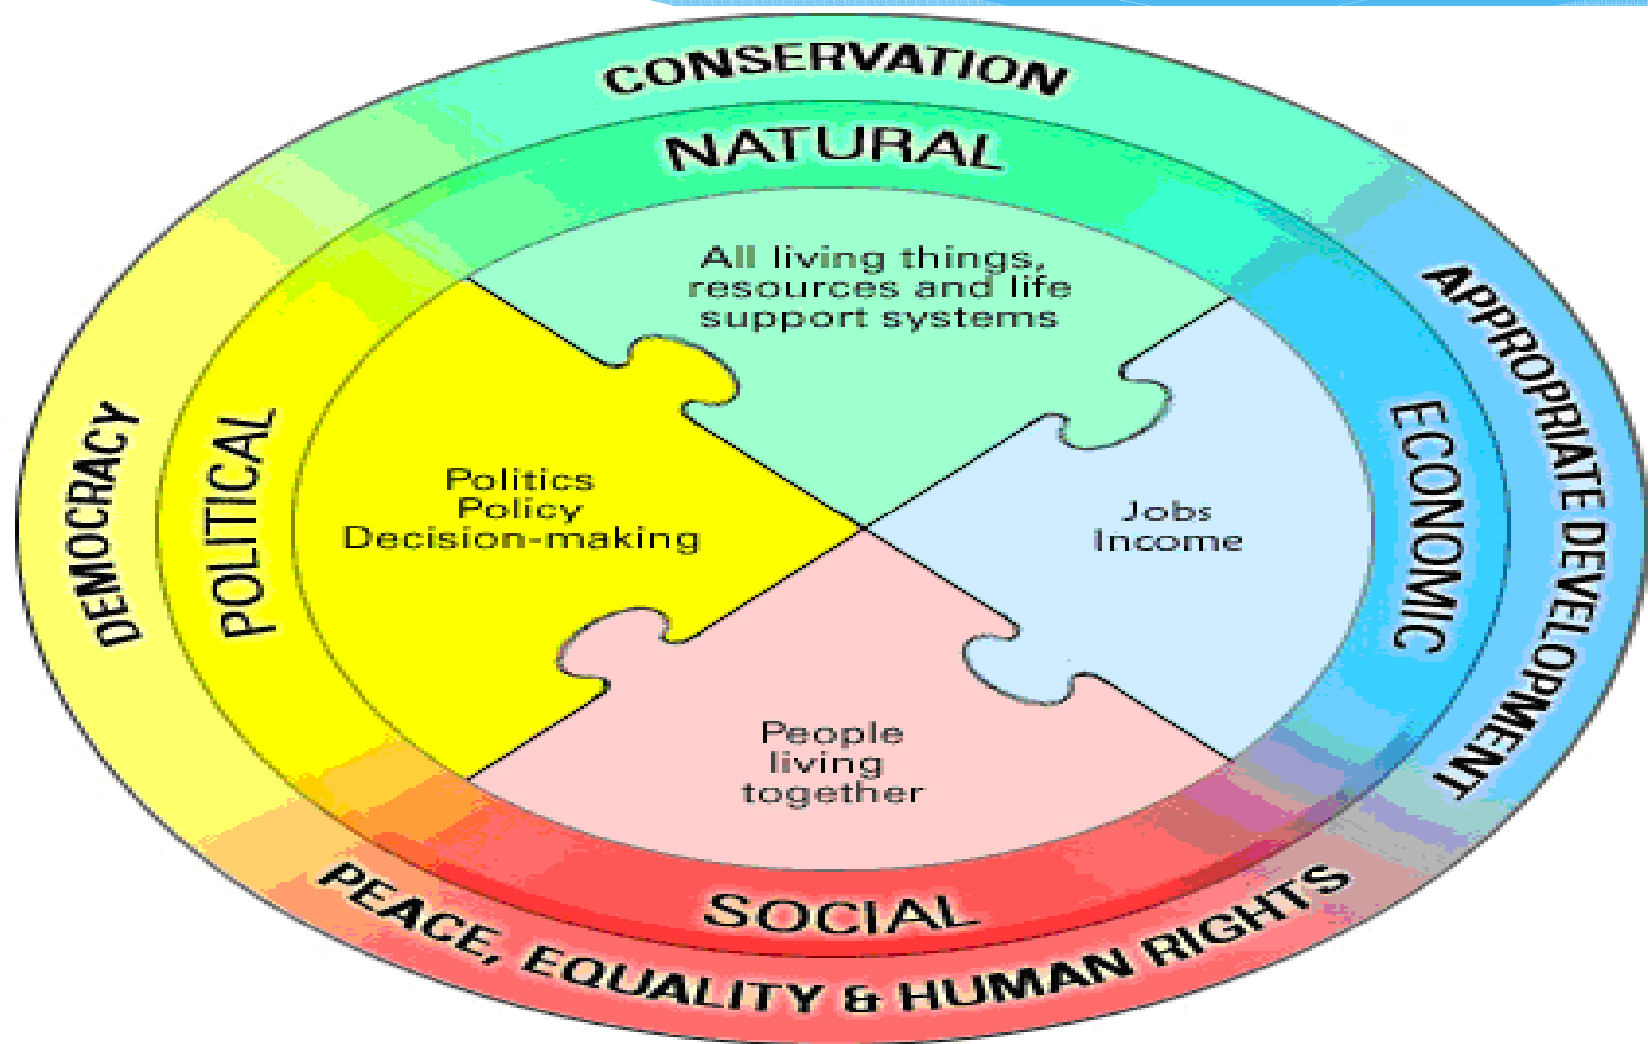 CONSERVATION
NATURAL
All living things,
resources and life
support systems
APPROPRIATE DEVELOPMENT
ECONOMIC
Jobs
Income
DEMOCRACY
POLITICAL
Politics
Policy
Decision-making
People
living
together
SOCIAL
PEACE, EQUALITY & HUMAN RIGHTS